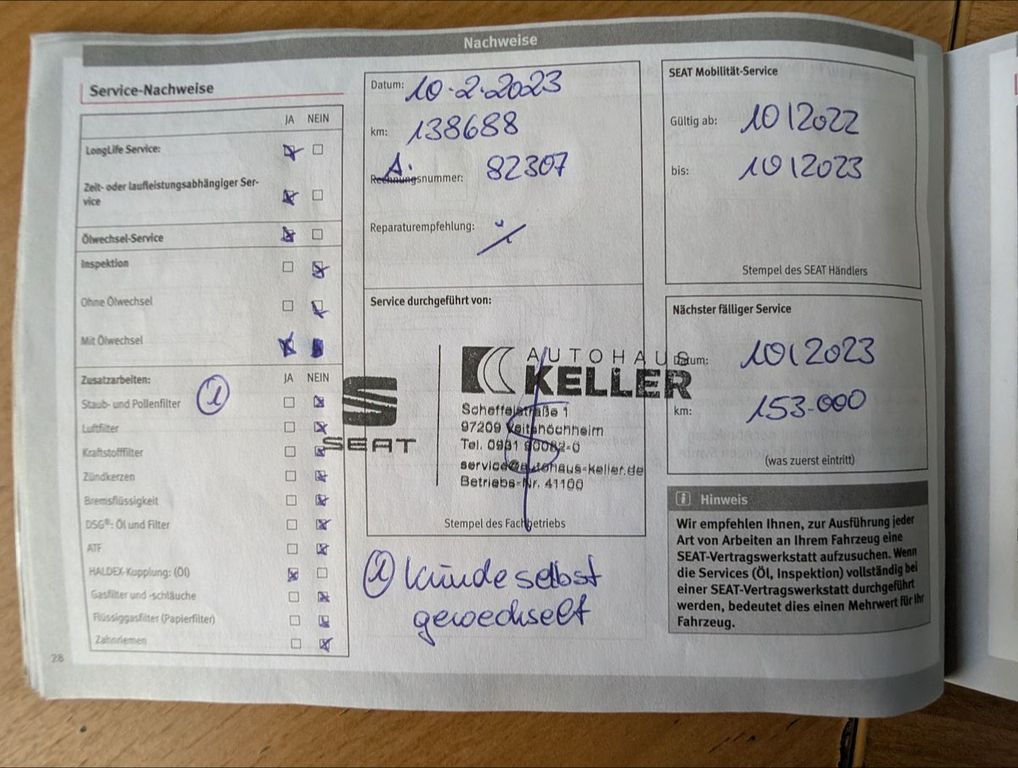 Nachweise
Service-Nachweise
JA NEIN
LongLife Service:
Zeit- oder laufleistungsabhängiger Ser-
vice
Ölwechsel-Service
Inspektion
Ohne Ölwechsel
Mit Ölwechsel
Zusatzarbeiten: JA NEIN
Staub- und Pollenfilter 1
Luftfilter
Kraftstofffilter
Zündkerzen
Bremsflüssigkeit
DSG®: Öl und Filter
ATF
HALDEX-Kupplung: (Öl)
Gasfilter und -schläuche
Flüssiggasfilter (Papierfilter)
Zahnriemen
28
Datum: 10.2.2023
km: 138688
A.
Rechnungsnummer: 82307
Reparaturempfehlung:
Service durchgeführt von:
SEAT
AUTOHAUS
KELLER
Scheffelstraße 1
97209 Veitshöchheim
Tel. 0931 90082-0
service@autohaus-keller.de
Betriebs-Nr. 41100
Stempel des Fachbetriebs
1 Kunde selbst
gewechselt
SEAT Mobilität-Service
Gültig ab: 10/2022
bis: 10/2023
Stempel des SEAT Händlers
Nächster fälliger Service
Datum: 10/2023
km: 153.000
(was zuerst eintritt)
i Hinweis
Wir empfehlen Ihnen, zur Ausführung jeder
Art von Arbeiten an Ihrem Fahrzeug eine
SEAT-Vertragswerkstatt aufzusuchen. Wenn
die Services (Öl, Inspektion) vollständig bei
einer SEAT-Vertragswerkstatt durchgeführt
werden, bedeutet dies einen Mehrwert für Ihr
Fahrzeug.